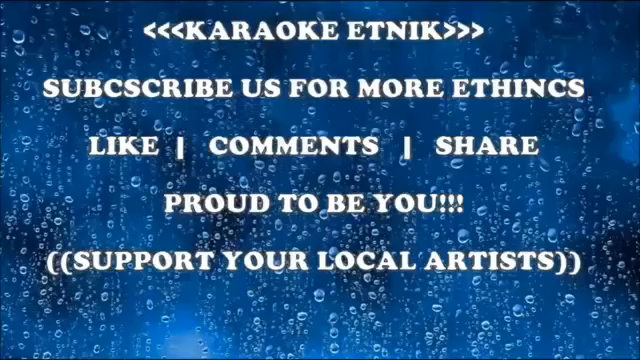 <<<KARAOKE ETNIK>>>
SUBCSCRIBE US FOR MORE ETHINCS
LIKE | COMMENTS | SHARE
PROUD TO BE YOU!!!
((SUPPORT YOUR LOCAL ARTISTS))